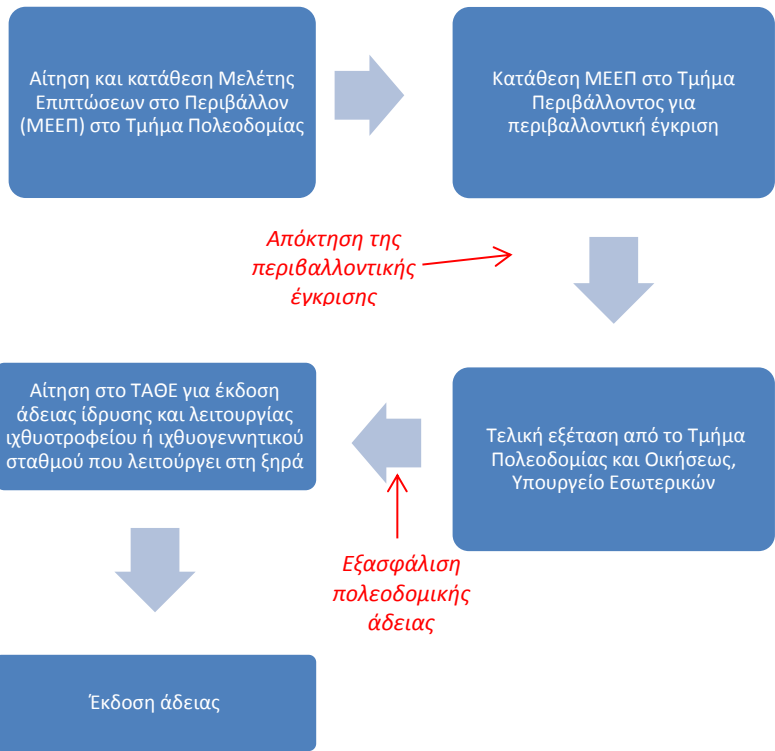 Αίτηση και κατάθεση Μελέτης
Επιπτώσεων στο Περιβάλλον
(ΜΕΕΠ) στο Τμήμα Πολεοδομίας
Κατάθεση ΜΕΕΠ στο Τμήμα
Περιβάλλοντος για
περιβαλλοντική έγκριση
Απόκτηση της
περιβαλλοντικής
έγκρισης
Τελική εξέταση από το Τμήμα
Πολεοδομίας και Οικήσεως,
Υπουργείο Εσωτερικών
Εξασφάλιση
πολεοδομικής
άδειας
Αίτηση στο ΤΑΘΕ για έκδοση
άδειας ίδρυσης και λειτουργίας
ιχθυοτροφείου ή ιχθυογεννητικού
σταθμού που λειτούργει στη ξηρά
Έκδοση άδειας